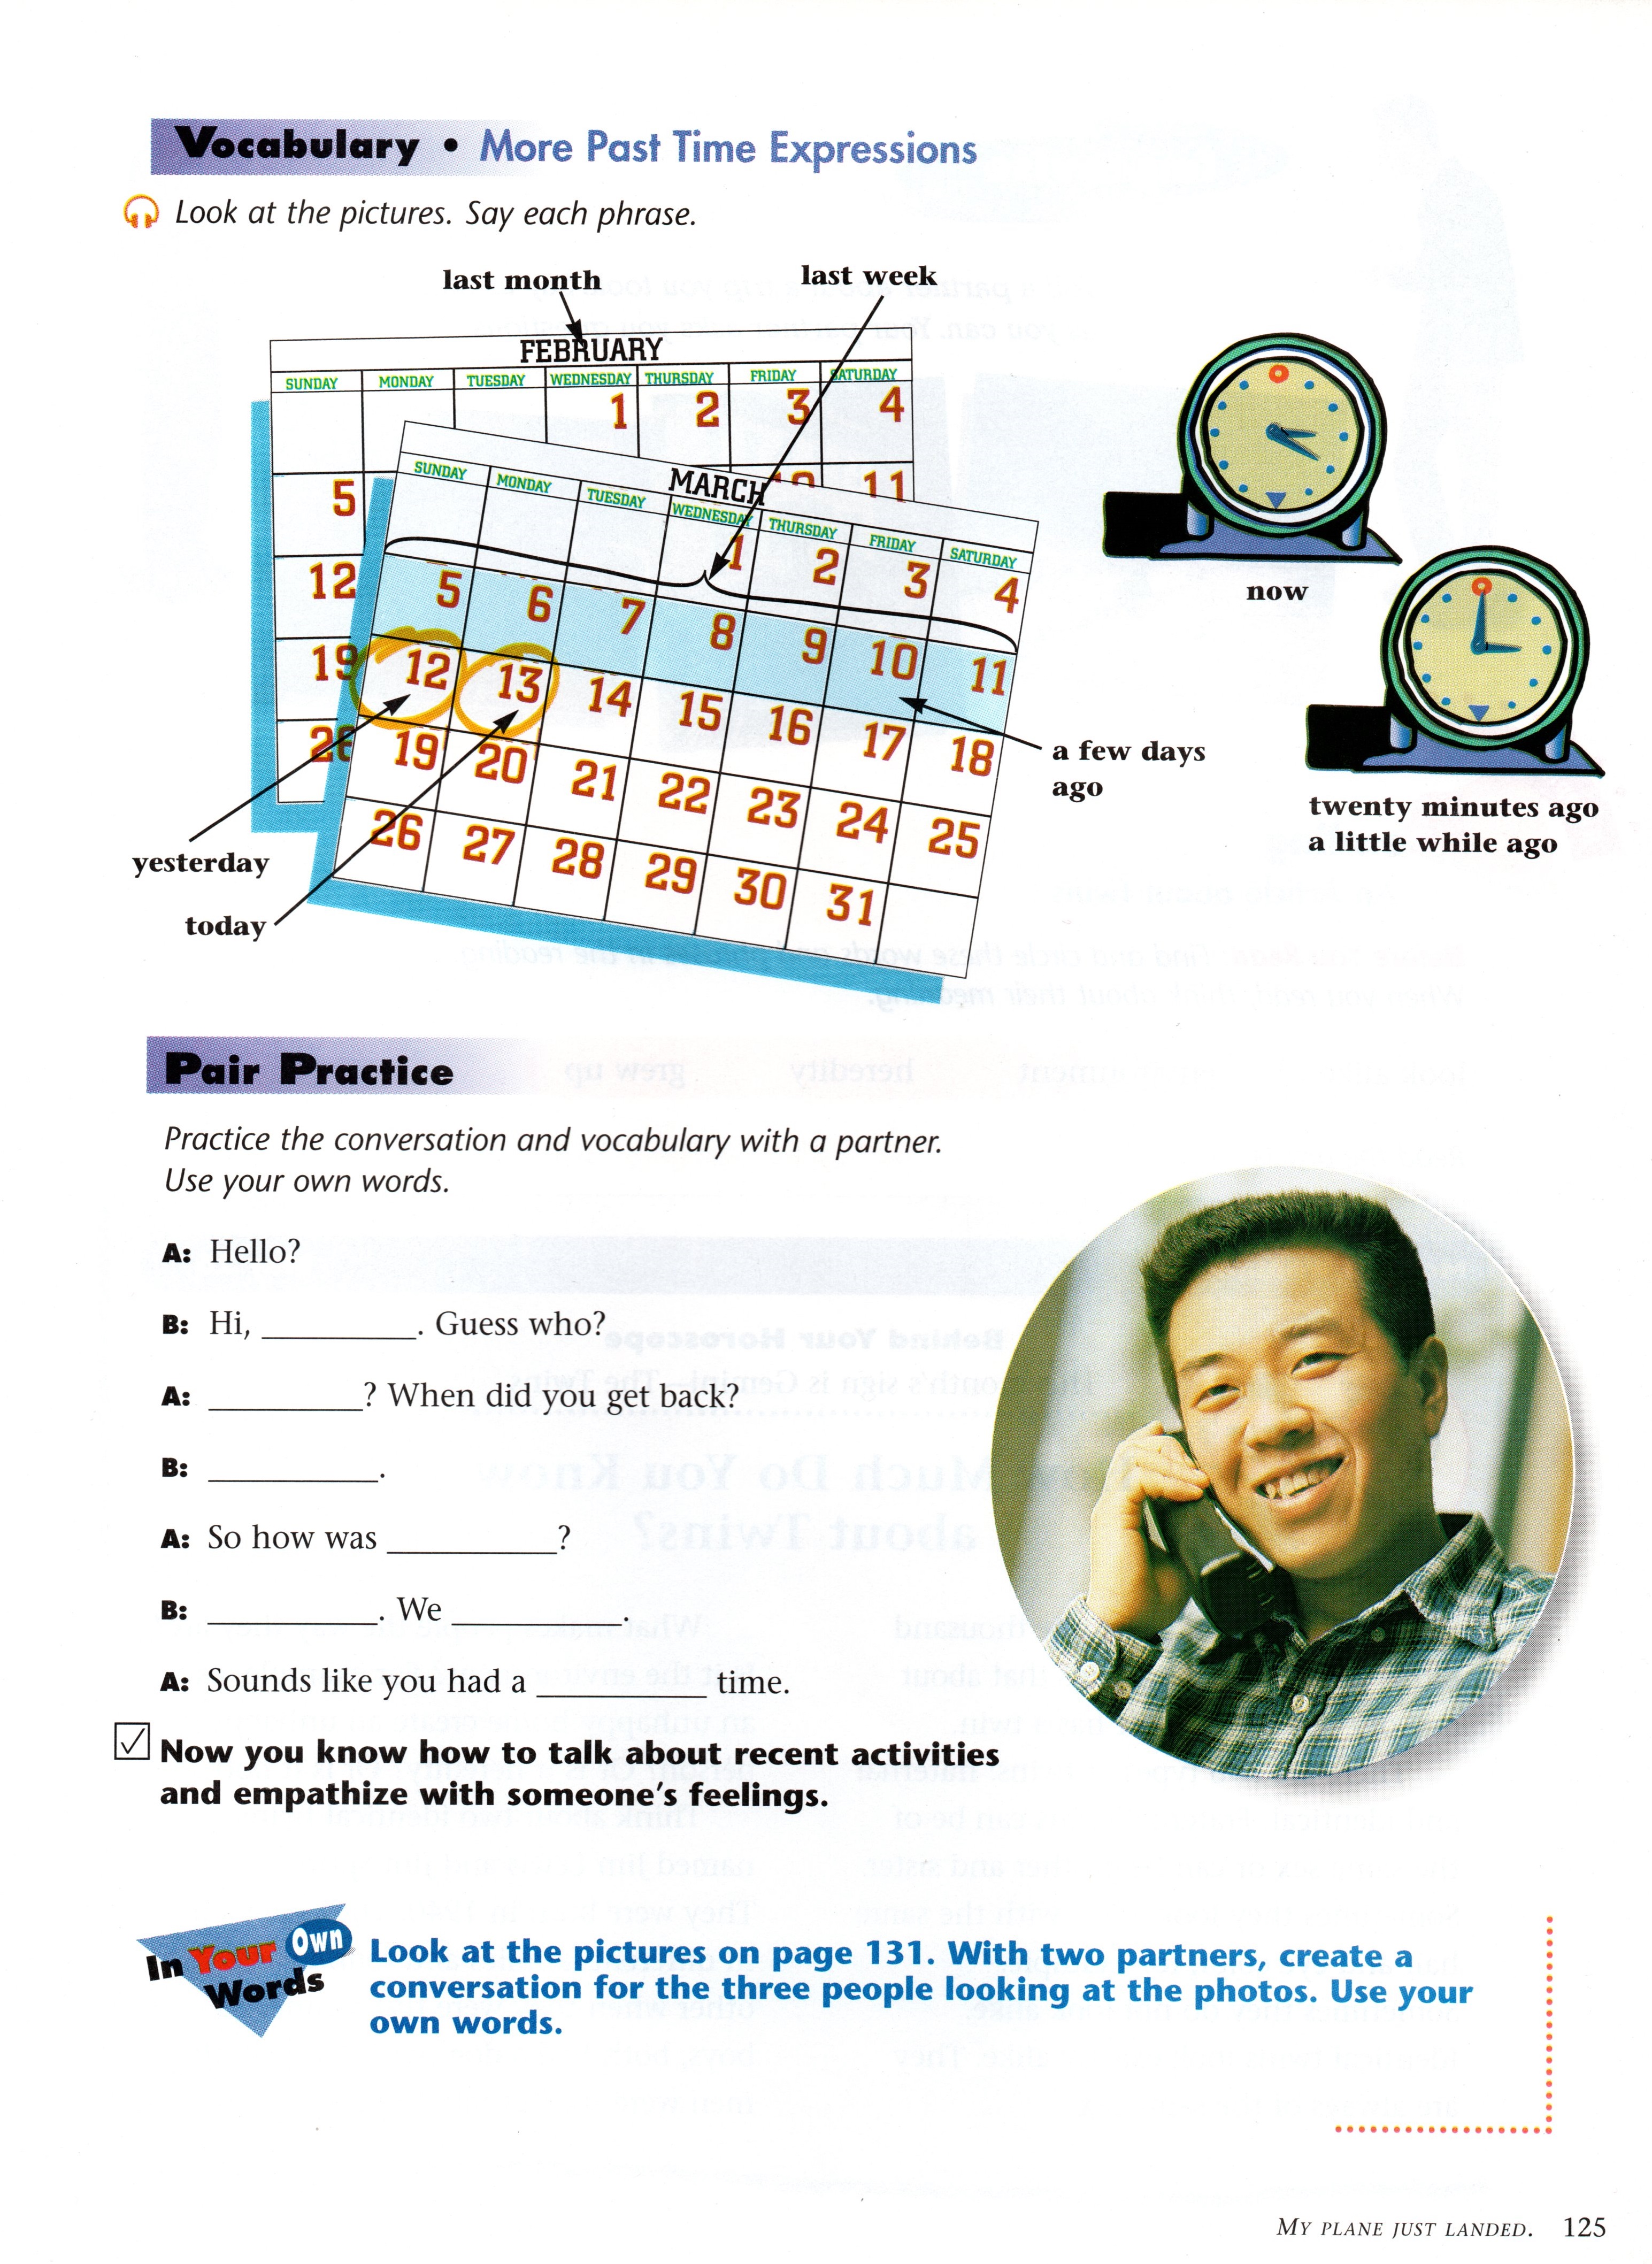 Vocabulary • More Past Time Expressions
Look at the pictures. Say each phrase.
last month
last week
FEBRUARY
SUNDAY MONDAY TUESDAY WEDNESDAY THURSDAY FRIDAY SATURDAY
1 2 3 4
5 11
12
19
26
MARCH
SUNDAY MONDAY TUESDAY WEDNESDAY THURSDAY FRIDAY SATURDAY
1 2 3 4
5 6 7 8 9 10 11
12 13 14 15 16 17 18
19 20 21 22 23 24 25
26 27 28 29 30 31
now
a few days
ago
twenty minutes ago
a little while ago
yesterday
today
Pair Practice
Practice the conversation and vocabulary with a partner.
Use your own words.
A: Hello?
B: Hi, __________. Guess who?
A: __________? When did you get back?
B: __________.
A: So how was __________?
B: __________. We __________.
A: Sounds like you had a __________ time.
Now you know how to talk about recent activities
and empathize with someone's feelings.
In Your Own
Words
Look at the pictures on page 131. With two partners, create a
conversation for the three people looking at the photos. Use your
own words.
MY PLANE JUST LANDED. 125